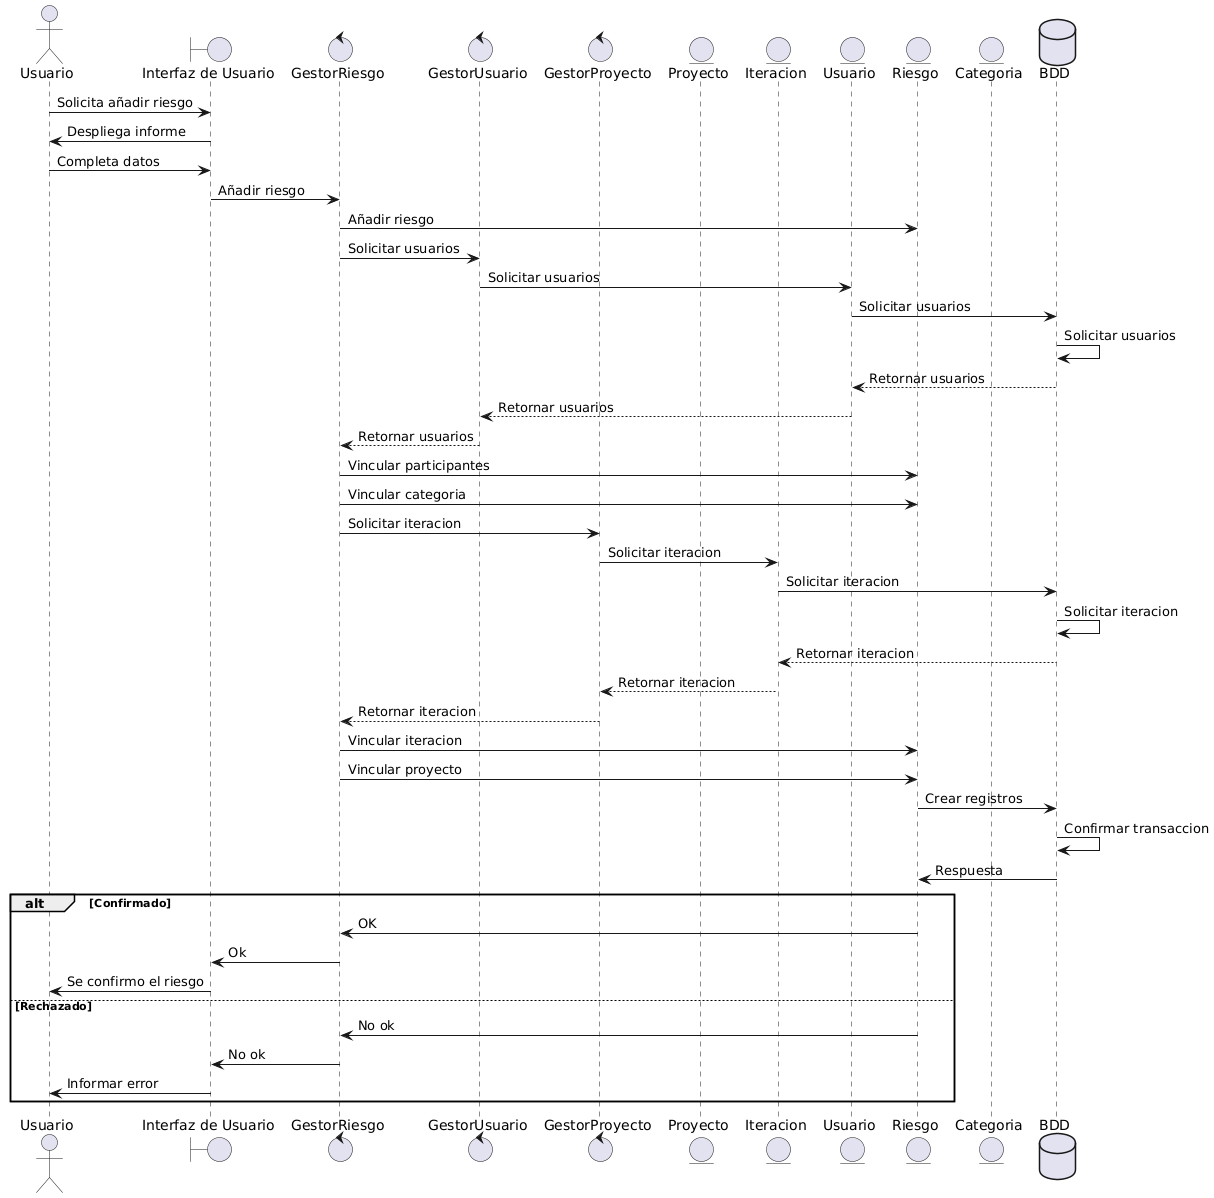 Usuario
Interfaz de Usuario
GestorRiesgo
GestorUsuario
GestorProyecto
Proyecto
Iteracion
Usuario
Riesgo
Categoria
BDD
Solicita añadir riesgo
Despliega informe
Completa datos
Añadir riesgo
Añadir riesgo
Solicitar usuarios
Solicitar usuarios
Solicitar usuarios
Solicitar usuarios
Retornar usuarios
Retornar usuarios
Retornar usuarios
Vincular participantes
Vincular categoria
Solicitar iteracion
Solicitar iteracion
Solicitar iteracion
Solicitar iteracion
Retornar iteracion
Retornar iteracion
Retornar iteracion
Vincular iteracion
Vincular proyecto
Crear registros
Confirmar transaccion
Respuesta
alt [Confirmado]
OK
Ok
Se confirmo el riesgo
[Rechazado]
No ok
No ok
Informar error
Usuario
Interfaz de Usuario
GestorRiesgo
GestorUsuario
GestorProyecto
Proyecto
Iteracion
Usuario
Riesgo
Categoria
BDD